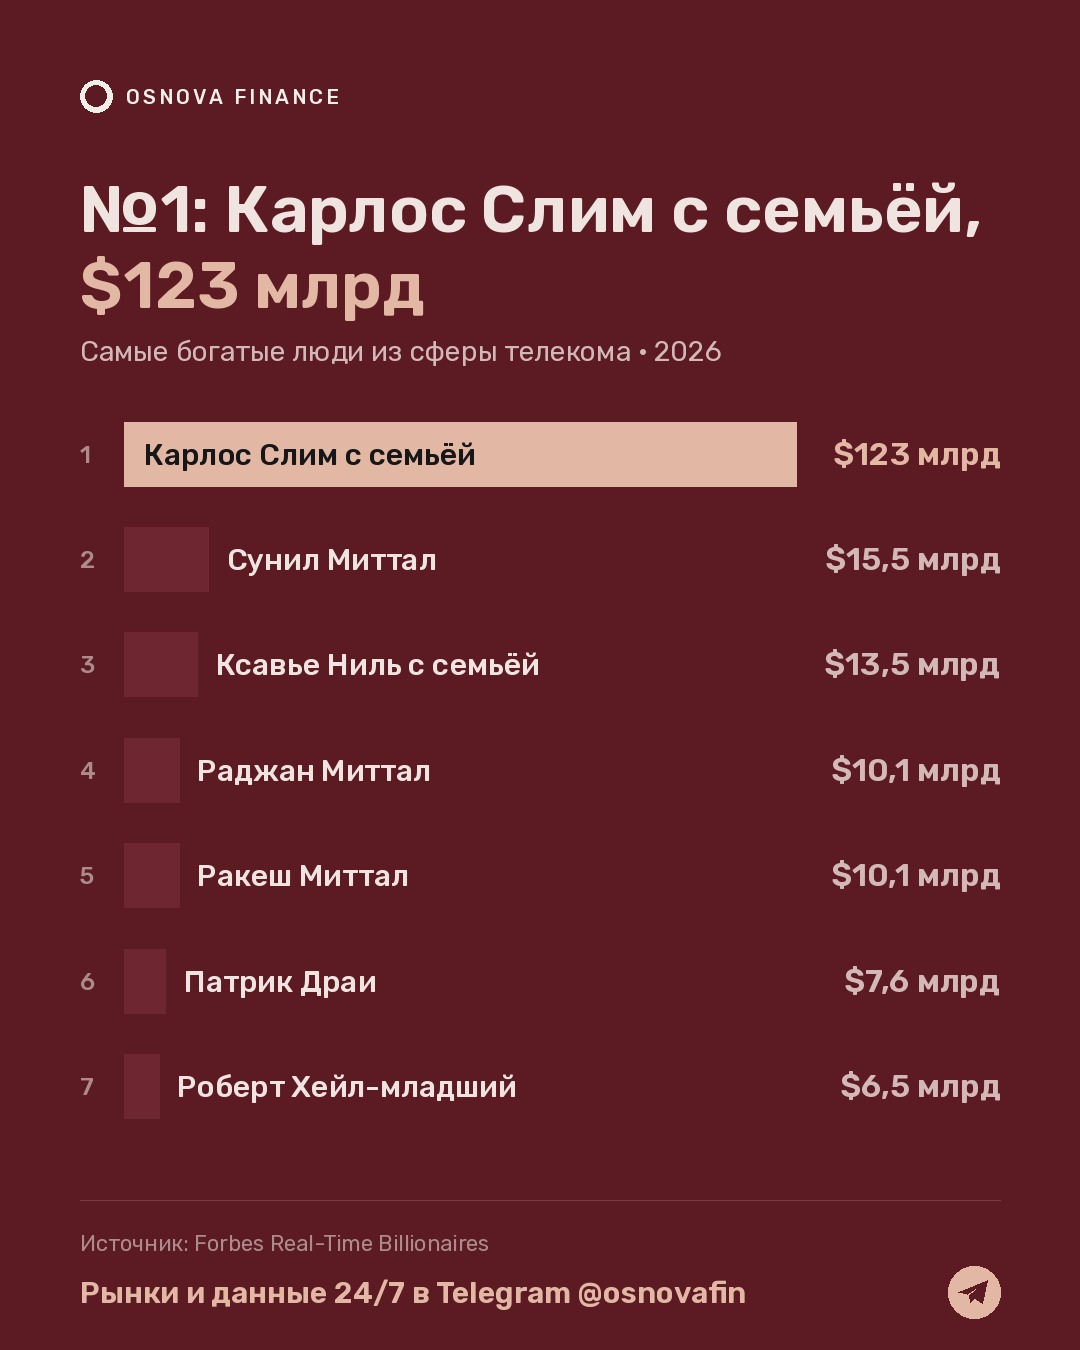 OSNOVA FINANCE
№1: Карлос Слим с семьёй,
$123 млрд
Самые богатые люди из сферы телекома • 2026
1 Карлос Слим с семьёй $123 млрд
2 Сунил Миттал $15,5 млрд
3 Ксавье Ниль с семьёй $13,5 млрд
4 Раджан Миттал $10,1 млрд
5 Ракеш Миттал $10,1 млрд
6 Патрик Драи $7,6 млрд
7 Роберт Хейл-младший $6,5 млрд
Источник: Forbes Real-Time Billionaires
Рынки и данные 24/7 в Telegram @osnovafin